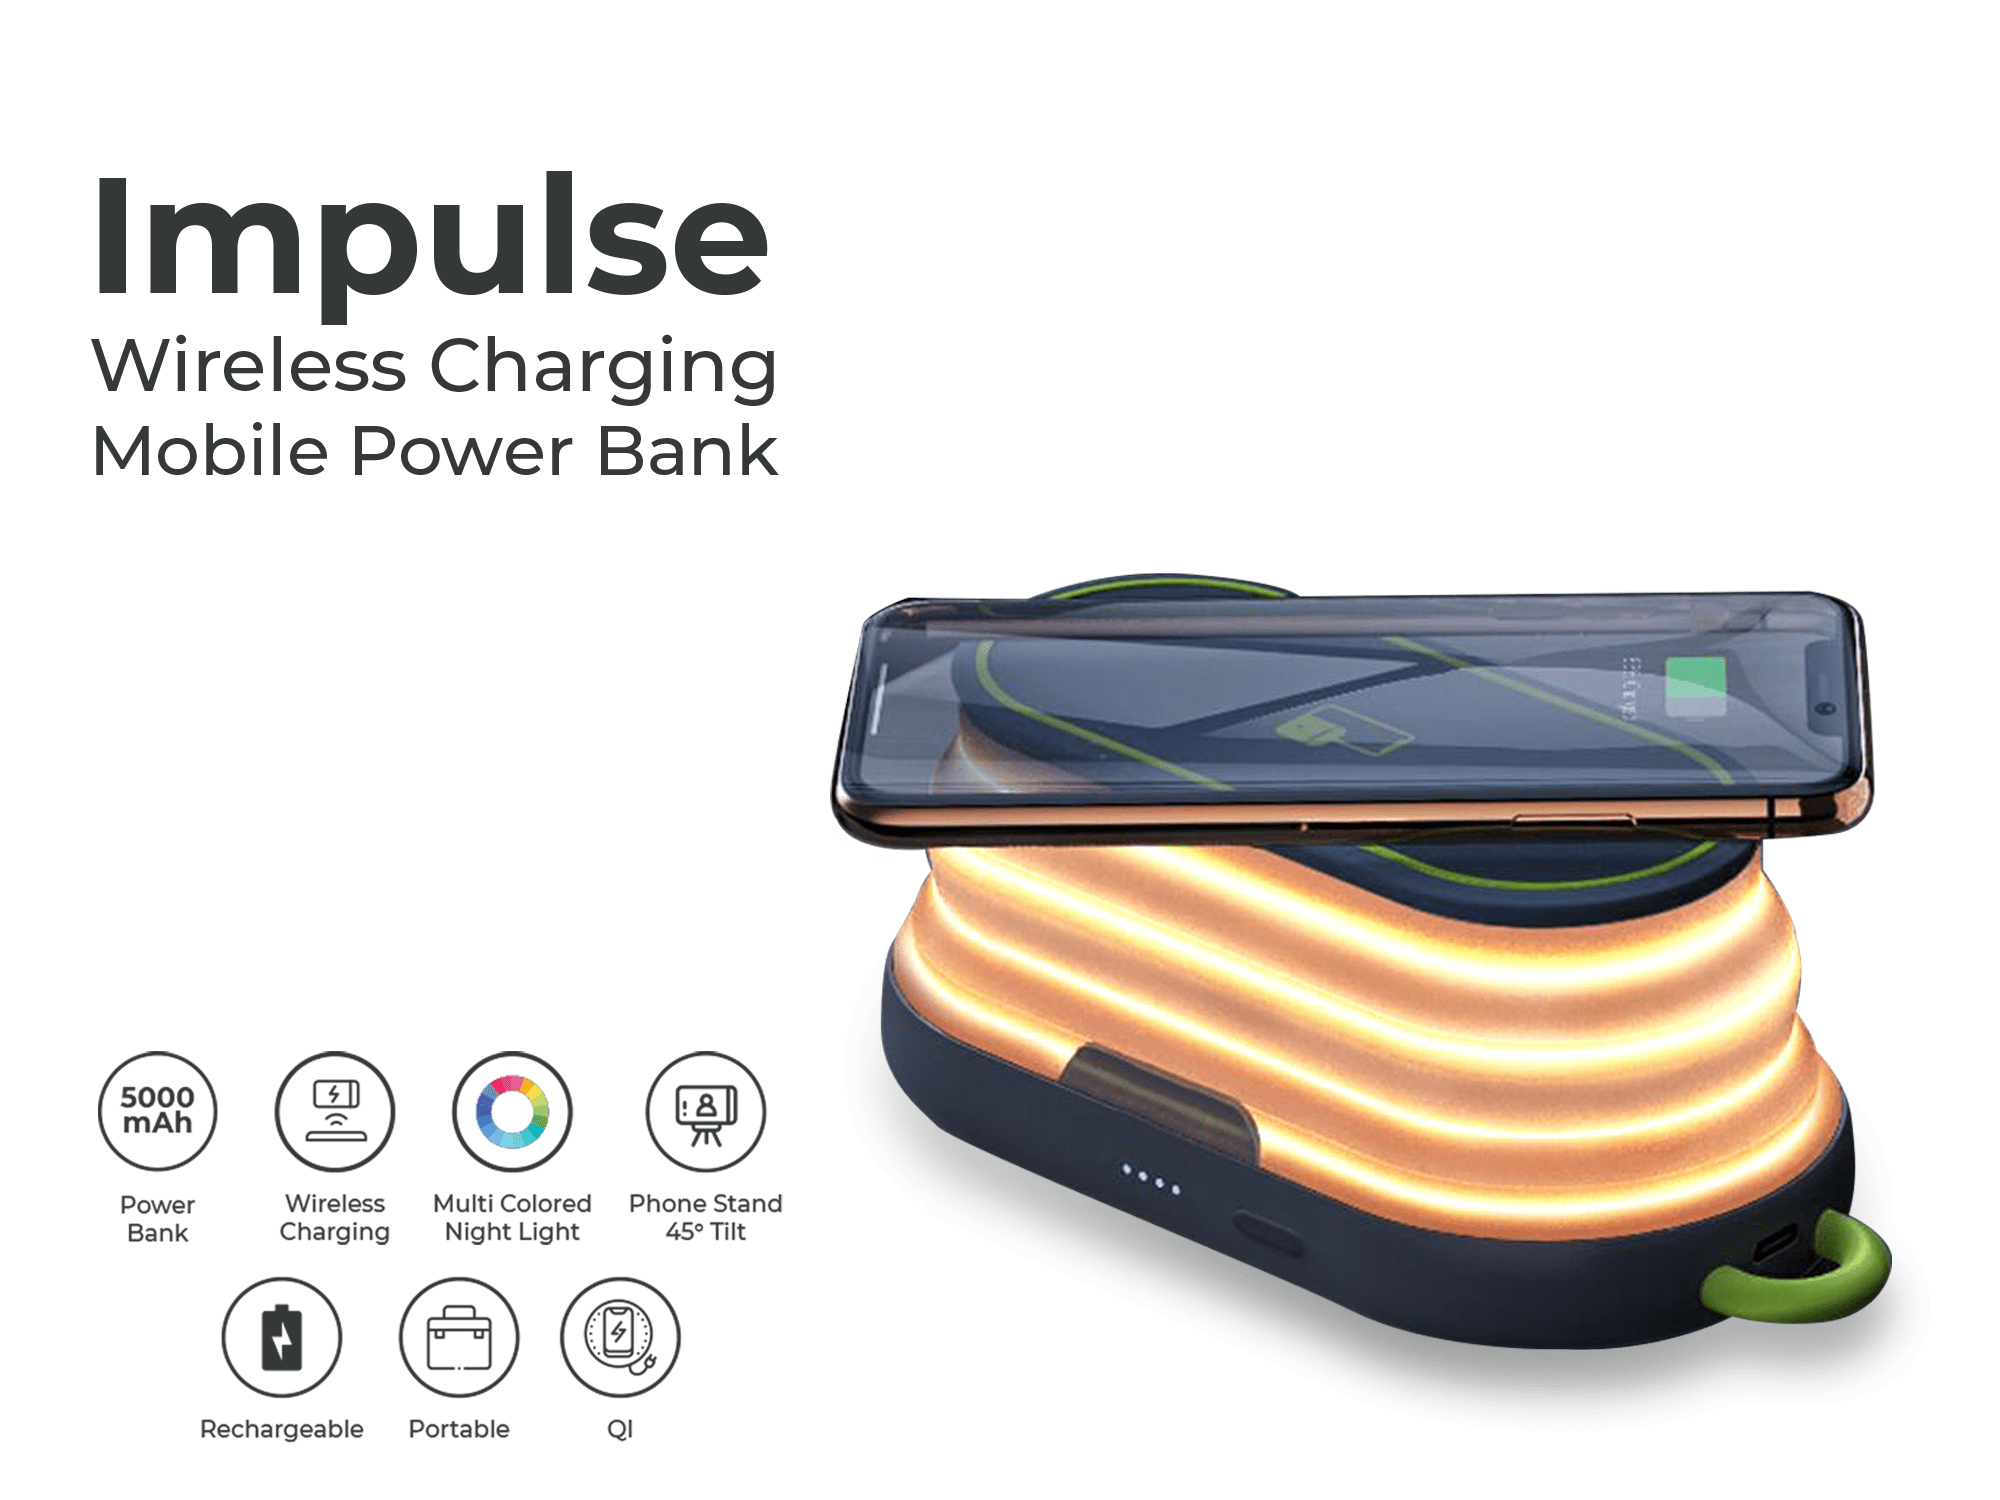 Impulse
Wireless Charging
Mobile Power Bank
5000
mAh
Power
Bank
Wireless
Charging
Multi Colored
Night Light
Phone Stand
45° Tilt
Rechargeable
Portable
QI